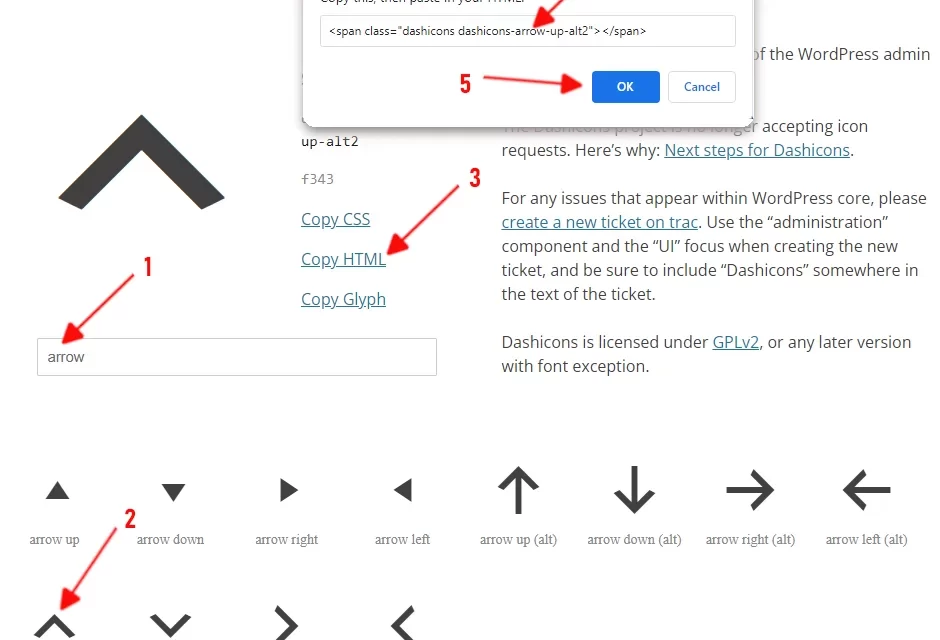 Copy this, then paste in your HTML:
<span class="dashicons dashicons-arrow-up-alt2"></span>
OK
Cancel
5
of the WordPress admin
The Dashicons project is no longer accepting icon
requests. Here’s why: Next steps for Dashicons.
up-alt2
f343
3
Copy CSS
Copy HTML
Copy Glyph
For any issues that appear within WordPress core, please
create a new ticket on trac. Use the “administration”
component and the “UI” focus when creating the new
ticket, and be sure to include “Dashicons” somewhere in
the text of the ticket.
1
arrow
Dashicons is licensed under GPLv2, or any later version
with font exception.
arrow up
arrow down
arrow right
arrow left
arrow up (alt)
arrow down (alt)
arrow right (alt)
arrow left (alt)
2